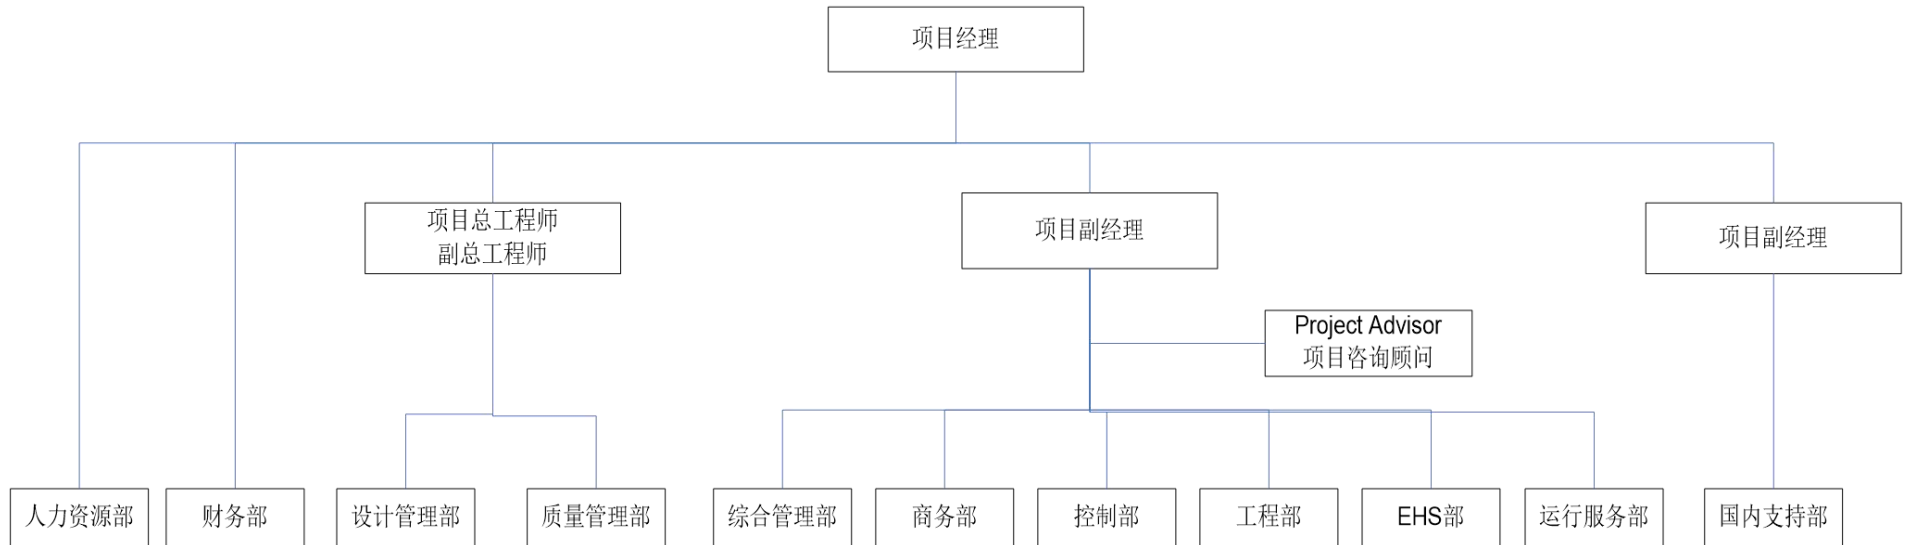 项目经理
项目总工程师
副总工程师
项目副经理
项目副经理
Project Advisor
项目咨询顾问
人力资源部
财务部
设计管理部
质量管理部
综合管理部
商务部
控制部
工程部
EHS部
运行服务部
国内支持部